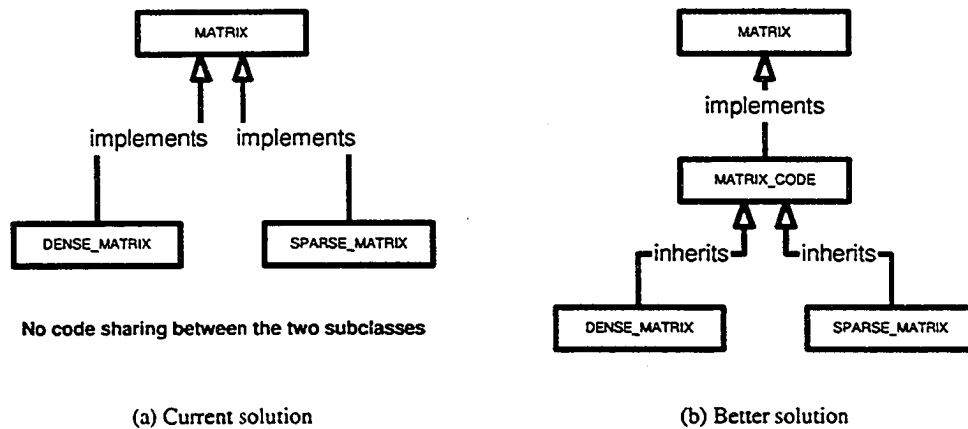 MATRIX
implements implements
DENSE_MATRIX SPARSE_MATRIX
No code sharing between the two subclasses
(a) Current solution
MATRIX
implements
MATRIX_CODE
inherits inherits
DENSE_MATRIX SPARSE_MATRIX
(b) Better solution